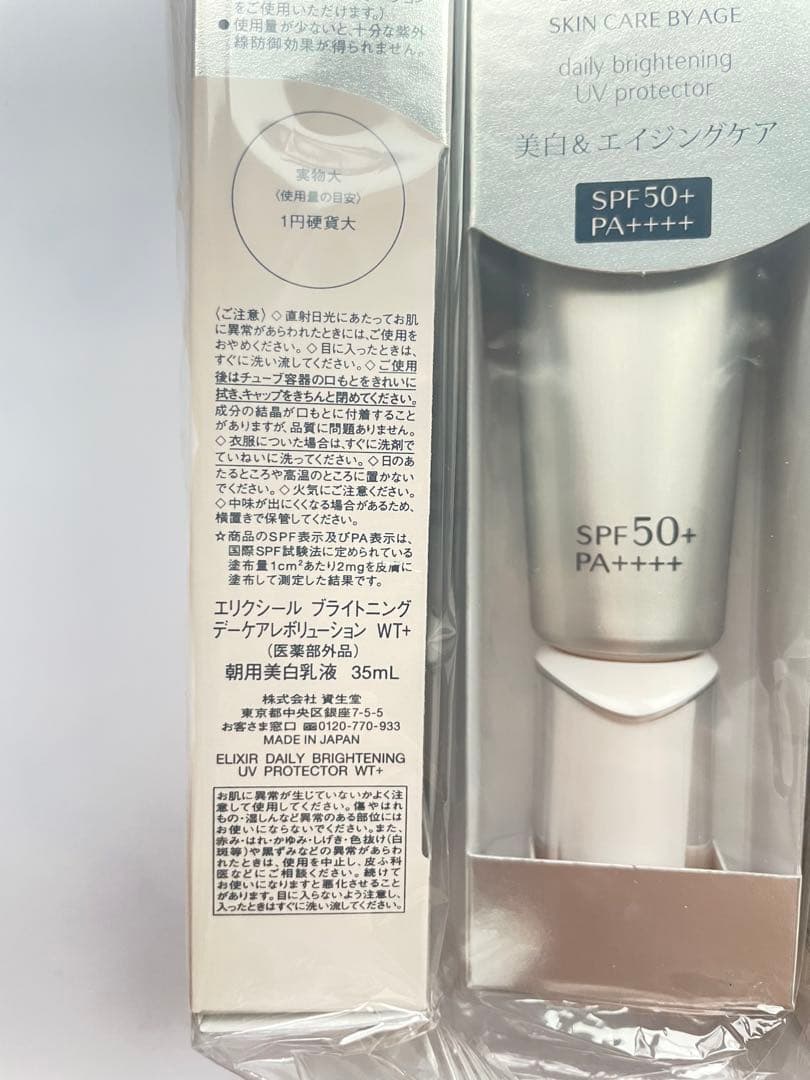 をご使用いただけます。)
●使用量が少ないと、十分な紫外
線防御効果が得られません。
実物大
〈使用量の目安〉
1円硬貨大
〈ご注意〉◇直射日光にあたってお肌
に異常があらわれたときには、ご使用を
おやめください。◇目に入ったときは、
すぐに洗い流してください。◇ご使用
後はチューブ容器の口もとをきれいに
拭き、キャップをきちんと閉めてください。
成分の結晶が口もとに付着すること
がありますが、品質に問題ありません。
◇衣服についた場合は、すぐに洗剤で
ていねいに洗ってください。◇日のあ
たるところや高温のところに置かない
でください。◇火気にご注意ください。
◇中味が出にくくなる場合があるため、
横置きで保管してください。
☆商品のSPF表示及びPA表示は、
国際SPF試験法に定められている
塗布量1cm²あたり2mgを皮膚に
塗布して測定した結果です。
エリクシール ブライトニング
デーケアレボリューション WT+
(医薬部外品)
朝用美白乳液 35mL
株式会社 資生堂
東京都中央区銀座7-5-5
お客さま窓口 0120-770-933
MADE IN JAPAN
ELIXIR DAILY BRIGHTENING
UV PROTECTOR WT+
お肌に異常が生じていないかよく注
意して使用してください。傷やはれ
もの・湿しんなど異常のある部位には
お使いにならないでください。また、
赤み・はれ・かゆみ・しげき・色抜け(白
斑等)や黒ずみなどの異常があらわ
れたときは、使用を中止し、皮ふ科
医などにご相談ください。続けて
お使いになりますと悪化させること
があります。目に入らないよう注意し、
入ったときはすぐに洗い流してください。
SKIN CARE BY AGE
daily brightening
UV protector
美白&エイジングケア
SPF50+
PA++++
SPF50+
PA++++